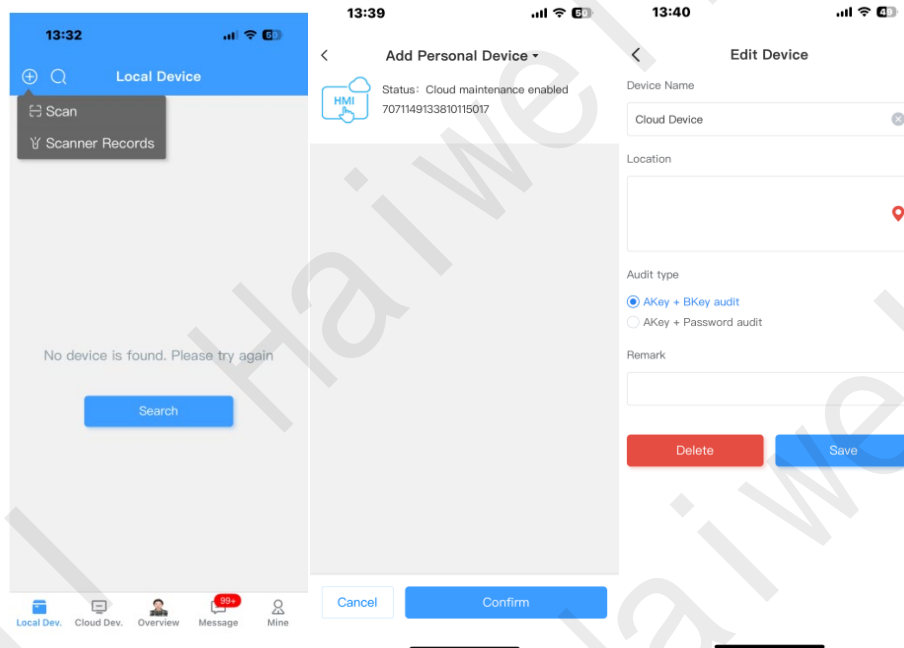 13:32
Local Device
Scan
Scanner Records
No device is found. Please try again
Search
Local Dev.
Cloud Dev.
Overview
99+
Message
Mine
13:39
Add Personal Device
HMI
Status: Cloud maintenance enabled
7071149133810115017
Cancel
Confirm
13:40
Edit Device
Device Name
Cloud Device
Location
Audit type
AKey + BKey audit
AKey + Password audit
Remark
Delete
Save